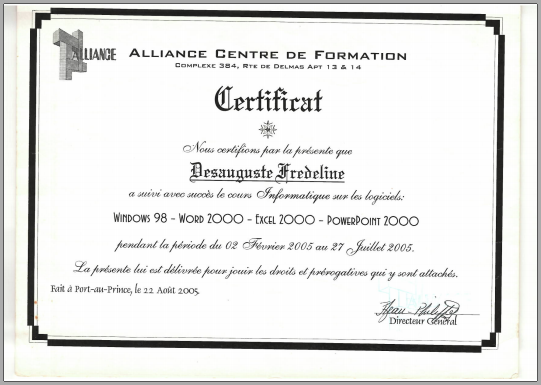 ALLIANCE
ALLIANCE CENTRE DE FORMATION
COMPLEXE 384, RTE DE DELMAS APT 13 & 14
Certificat
Nous certifions par la présente que
Desauguste Fredeline
a suivi avec succès le cours Informatique sur les logiciels:
WINDOWS 98 – WORD 2000 – EXCEL 2000 – POWERPOINT 2000
pendant la période du 02 Février 2005 au 27 Juillet 2005.
La présente lui est délivrée pour jouir les droits et prérogatives qui y sont attachés.
Fait à Port-au-Prince, le 22 Août 2005.
Directeur Général